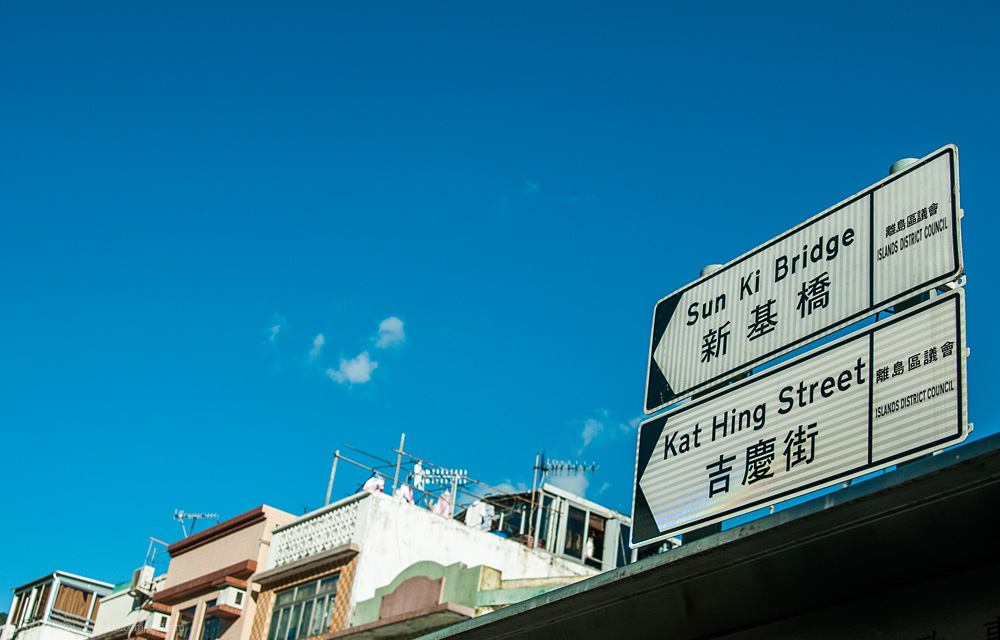 Sun Ki Bridge
新基橋
離島區議會
ISLANDS DISTRICT COUNCIL
Kat Hing Street
吉慶街
離島區議會
ISLANDS DISTRICT COUNCIL